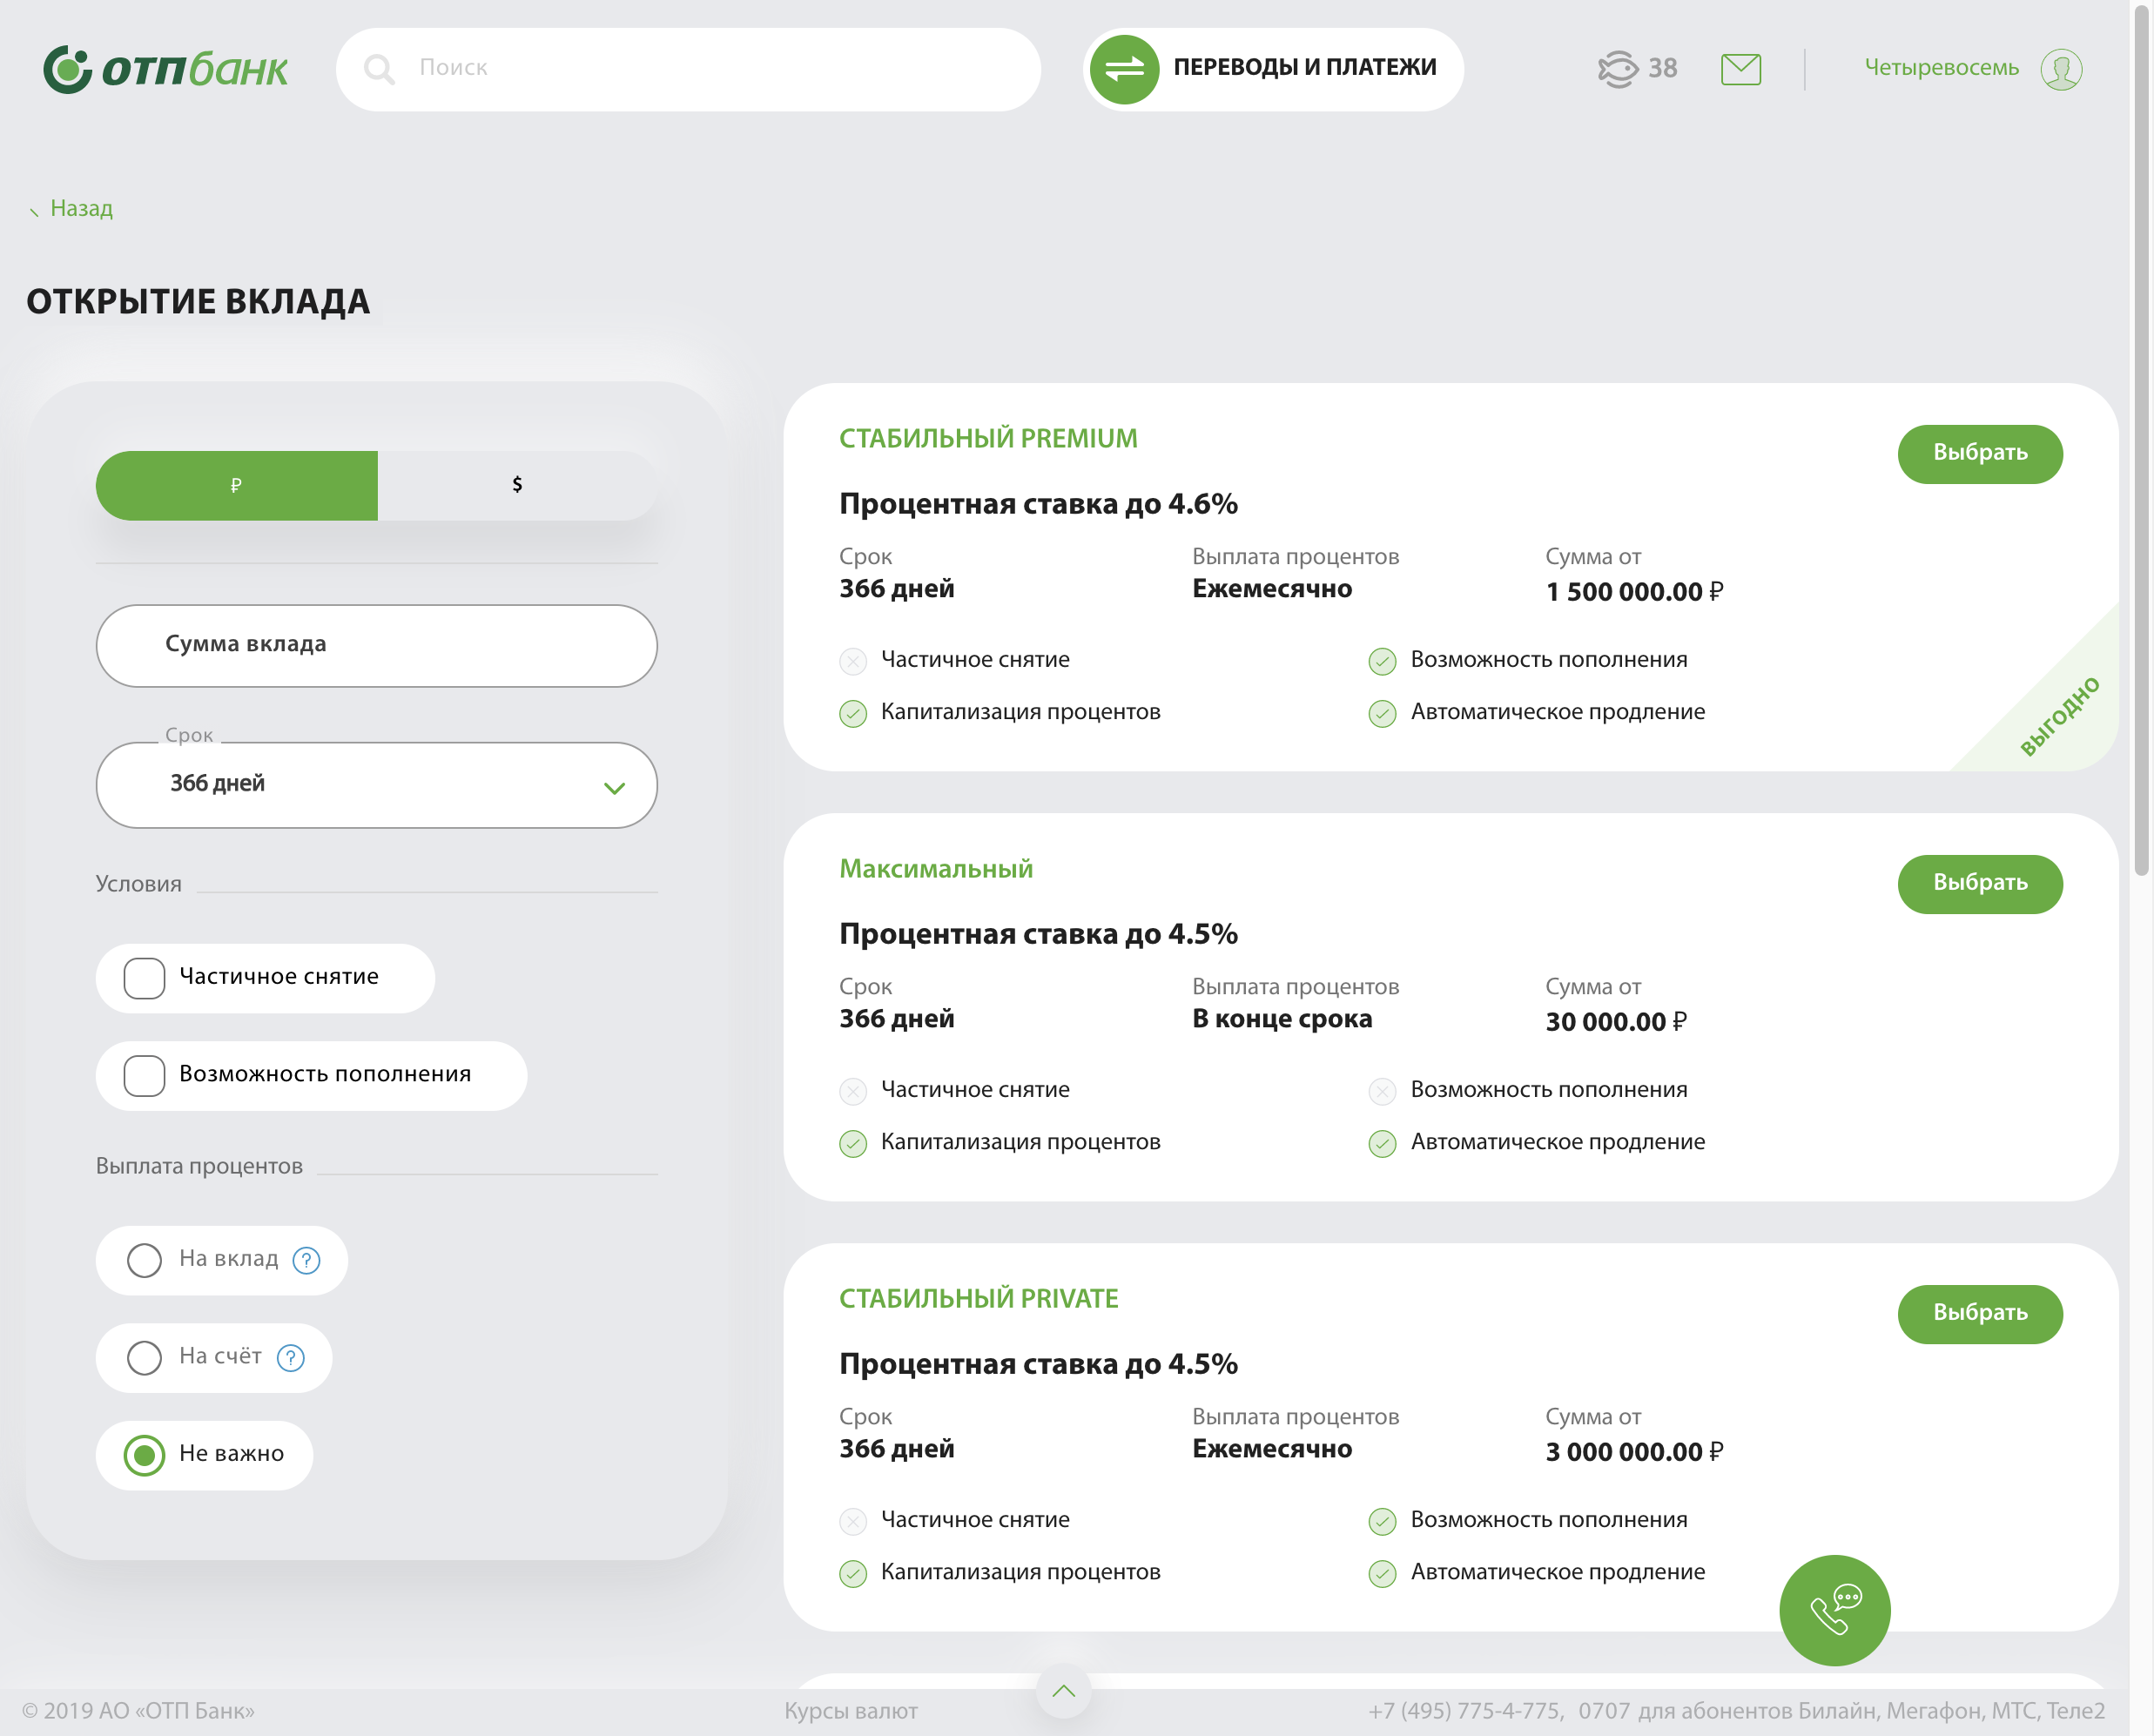 ОТПбанк
Поиск
ПЕРЕВОДЫ И ПЛАТЕЖИ
38
Четыревосемь
Назад
ОТКРЫТИЕ ВКЛАДА
₽
$
Сумма вклада
Срок
366 дней
Условия
Частичное снятие
Возможность пополнения
Выплата процентов
На вклад ?
На счёт ?
Не важно
СТАБИЛЬНЫЙ PREMIUM
Выбрать
Процентная ставка до 4.6%
Срок Выплата процентов Сумма от
366 дней Ежемесячно 1 500 000.00 ₽
Частичное снятие Возможность пополнения
Капитализация процентов Автоматическое продление
ВЫГОДНО
Максимальный
Выбрать
Процентная ставка до 4.5%
Срок Выплата процентов Сумма от
366 дней В конце срока 30 000.00 ₽
Частичное снятие Возможность пополнения
Капитализация процентов Автоматическое продление
СТАБИЛЬНЫЙ PRIVATE
Выбрать
Процентная ставка до 4.5%
Срок Выплата процентов Сумма от
366 дней Ежемесячно 3 000 000.00 ₽
Частичное снятие Возможность пополнения
Капитализация процентов Автоматическое продление
© 2019 АО «ОТП Банк» Курсы валют +7 (495) 775-4-775, 0707 для абонентов Билайн, Мегафон, МТС, Теле2